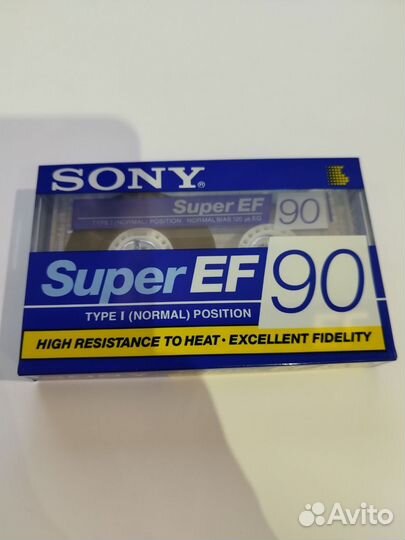 SONY®
Super EF 90
TYPE I (NORMAL) POSITION NORMAL BIAS 120 µs EQ
Super EF 90
TYPE I (NORMAL) POSITION
HIGH RESISTANCE TO HEAT · EXCELLENT FIDELITY
Avito